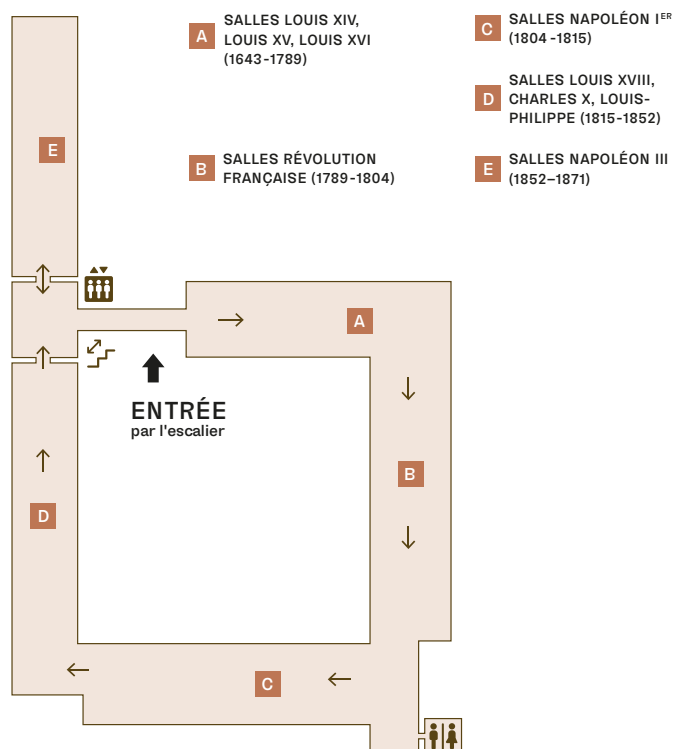 A
SALLES LOUIS XIV,
LOUIS XV, LOUIS XVI
(1643-1789)
B
SALLES RÉVOLUTION
FRANÇAISE (1789-1804)
C
SALLES NAPOLÉON IER
(1804-1815)
D
SALLES LOUIS XVIII,
CHARLES X, LOUIS-
PHILIPPE (1815-1852)
E
SALLES NAPOLÉON III
(1852–1871)
E
A
ENTRÉE
par l'escalier
B
D
C